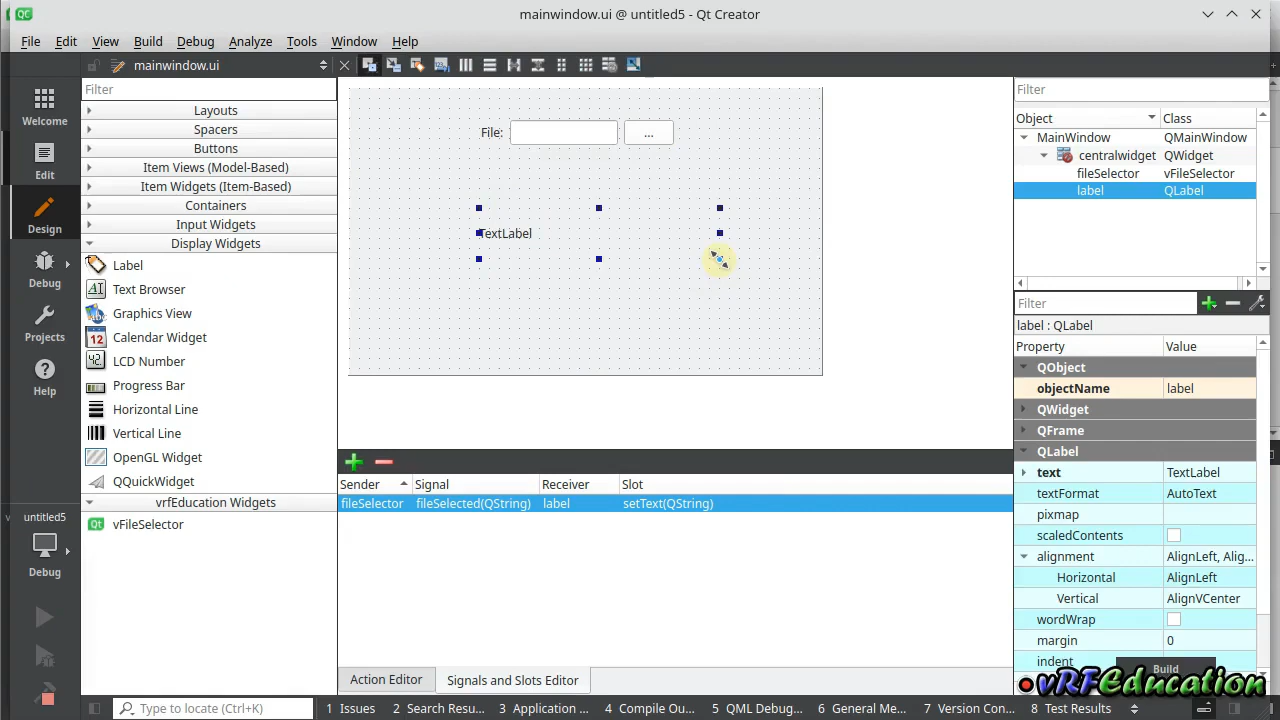 mainwindow.ui @ untitled5 - Qt Creator
File Edit View Build Debug Analyze Tools Window Help
mainwindow.ui
Welcome
Edit
Design
Debug
Projects
Help
untitled5
Debug
Filter
Layouts
Spacers
Buttons
Item Views (Model-Based)
Item Widgets (Item-Based)
Containers
Input Widgets
Display Widgets
Label
Text Browser
Graphics View
Calendar Widget
LCD Number
Progress Bar
Horizontal Line
Vertical Line
OpenGL Widget
QQuickWidget
vrfEducation Widgets
vFileSelector
File: ...
TextLabel
Sender Signal Receiver Slot
fileSelector fileSelected(QString) label setText(QString)
Action Editor Signals and Slots Editor
Filter
Object Class
MainWindow QMainWindow
centralwidget QWidget
fileSelector vFileSelector
label QLabel
Filter
label : QLabel
Property Value
QObject
objectName label
QWidget
QFrame
QLabel
text TextLabel
textFormat AutoText
pixmap
scaledContents
alignment AlignLeft, Alig...
Horizontal AlignLeft
Vertical AlignVCenter
wordWrap
margin 0
indent
Build
vRFEducation
Type to locate (Ctrl+K) 1 Issues 2 Search Resu... 3 Application ... 4 Compile Ou... 5 QML Debug... 6 General Me... 7 Version Con... 8 Test Results